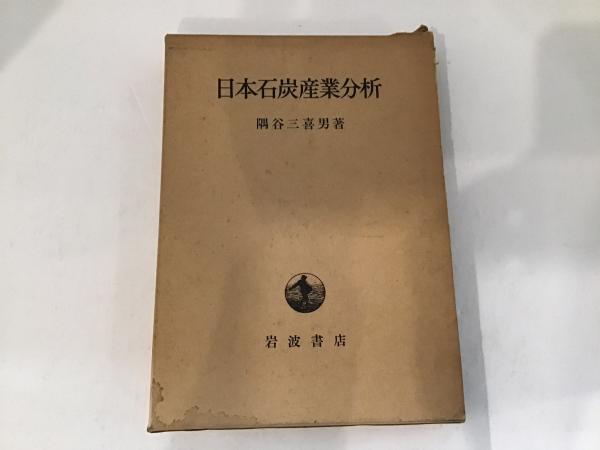 日本石炭産業分析
隅谷三喜男著
岩波書店